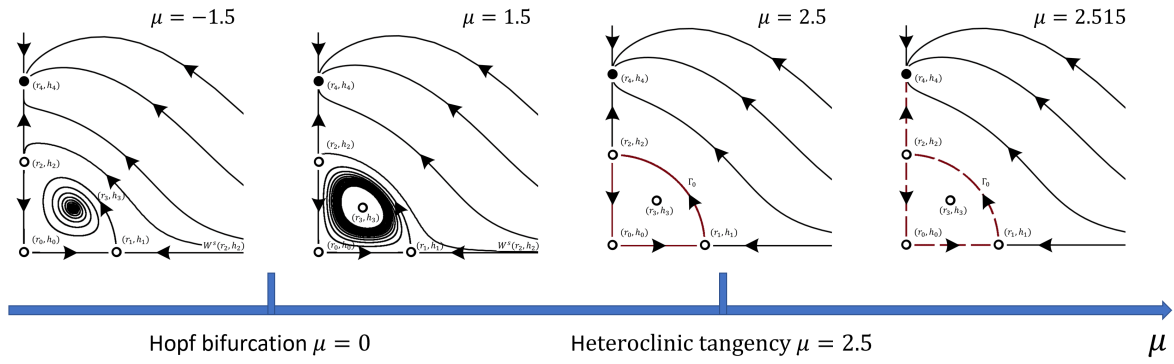 μ = −1.5
μ = 1.5
μ = 2.5
μ = 2.515
(r₄, h₄)
(r₂, h₂)
(r₃, h₃)
(r₀, h₀)
(r₁, h₁)
Wˢ(r₂, h₂)
(r₄, h₄)
(r₂, h₂)
(r₃, h₃)
(r₀, h₀)
(r₁, h₁)
Wˢ(r₂, h₂)
(r₄, h₄)
(r₂, h₂)
Γ₀
(r₃, h₃)
(r₀, h₀)
(r₁, h₁)
(r₄, h₄)
(r₂, h₂)
Γ₀
(r₃, h₃)
(r₀, h₀)
(r₁, h₁)
Hopf bifurcation μ = 0
Heteroclinic tangency μ = 2.5
μ